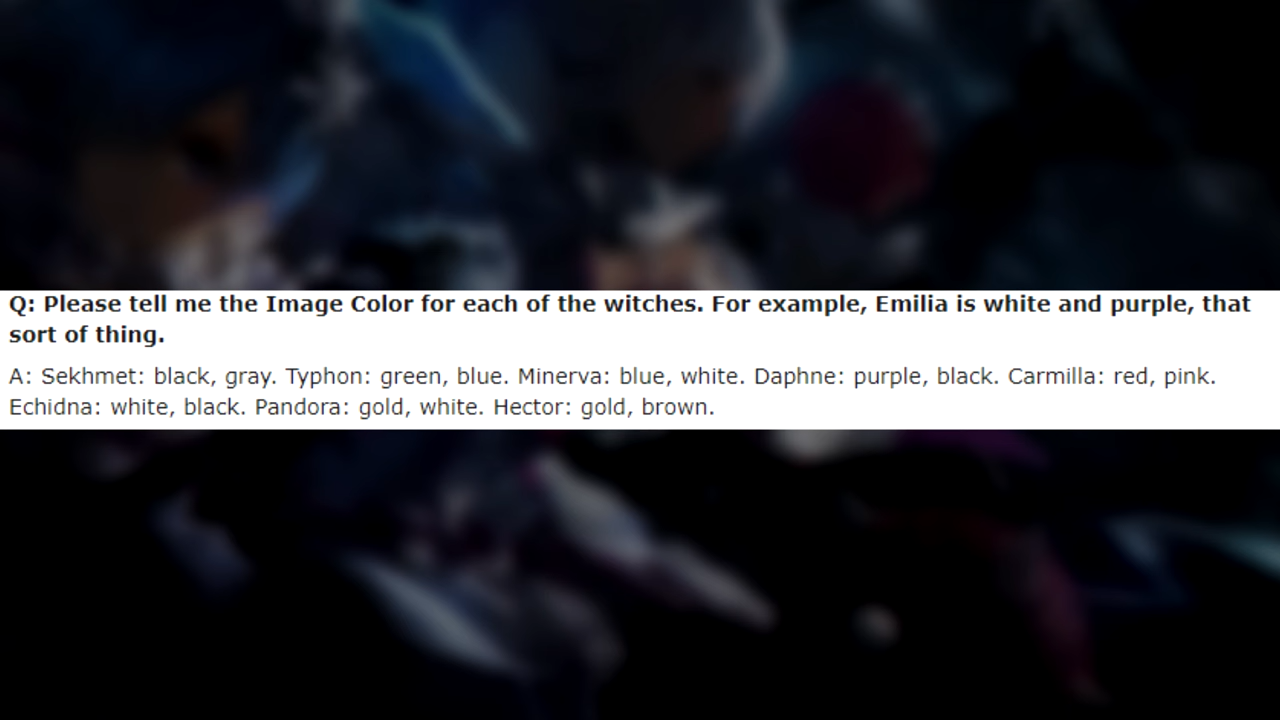 Q: Please tell me the Image Color for each of the witches. For example, Emilia is white and purple, that
sort of thing.
A: Sekhmet: black, gray. Typhon: green, blue. Minerva: blue, white. Daphne: purple, black. Carmilla: red, pink.
Echidna: white, black. Pandora: gold, white. Hector: gold, brown.